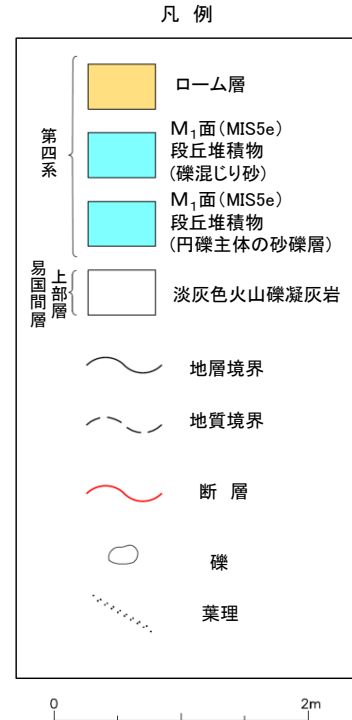 凡 例
第四系
ローム層
M₁面(MIS5e)
段丘堆積物
(礫混じり砂)
M₁面(MIS5e)
段丘堆積物
(円礫主体の砂礫層)
易国間層
上部層
淡灰色火山礫凝灰岩
地層境界
地質境界
断 層
礫
葉理
0 2m